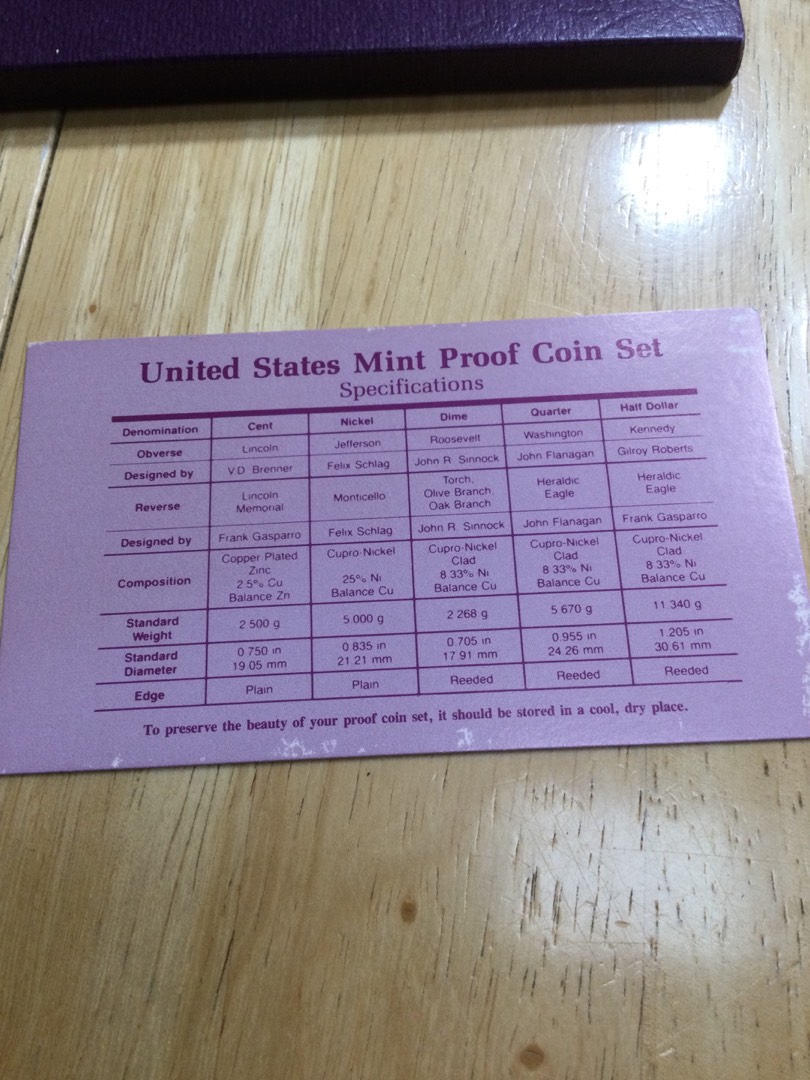 United States Mint Proof Coin Set
Specifications
Denomination Cent Nickel Dime Quarter Half Dollar
Obverse Lincoln Jefferson Roosevelt Washington Kennedy
Designed by V.D. Brenner Felix Schlag John R. Sinnock John Flanagan Gilroy Roberts
Reverse Lincoln Memorial Monticello Torch, Olive Branch, Oak Branch Heraldic Eagle Heraldic Eagle
Designed by Frank Gasparro Felix Schlag John R. Sinnock John Flanagan Frank Gasparro
Composition Copper Plated Zinc 2.5% Cu Balance Zn Cupro-Nickel 25% Ni Balance Cu Cupro-Nickel Clad 8.33% Ni Balance Cu Cupro-Nickel Clad 8.33% Ni Balance Cu Cupro-Nickel Clad 8.33% Ni Balance Cu
Standard Weight 2.500 g 5.000 g 2.268 g 5.670 g 11.340 g
Standard Diameter 0.750 in 19.05 mm 0.835 in 21.21 mm 0.705 in 17.91 mm 0.955 in 24.26 mm 1.205 in 30.61 mm
Edge Plain Plain Reeded Reeded Reeded
To preserve the beauty of your proof coin set, it should be stored in a cool, dry place.